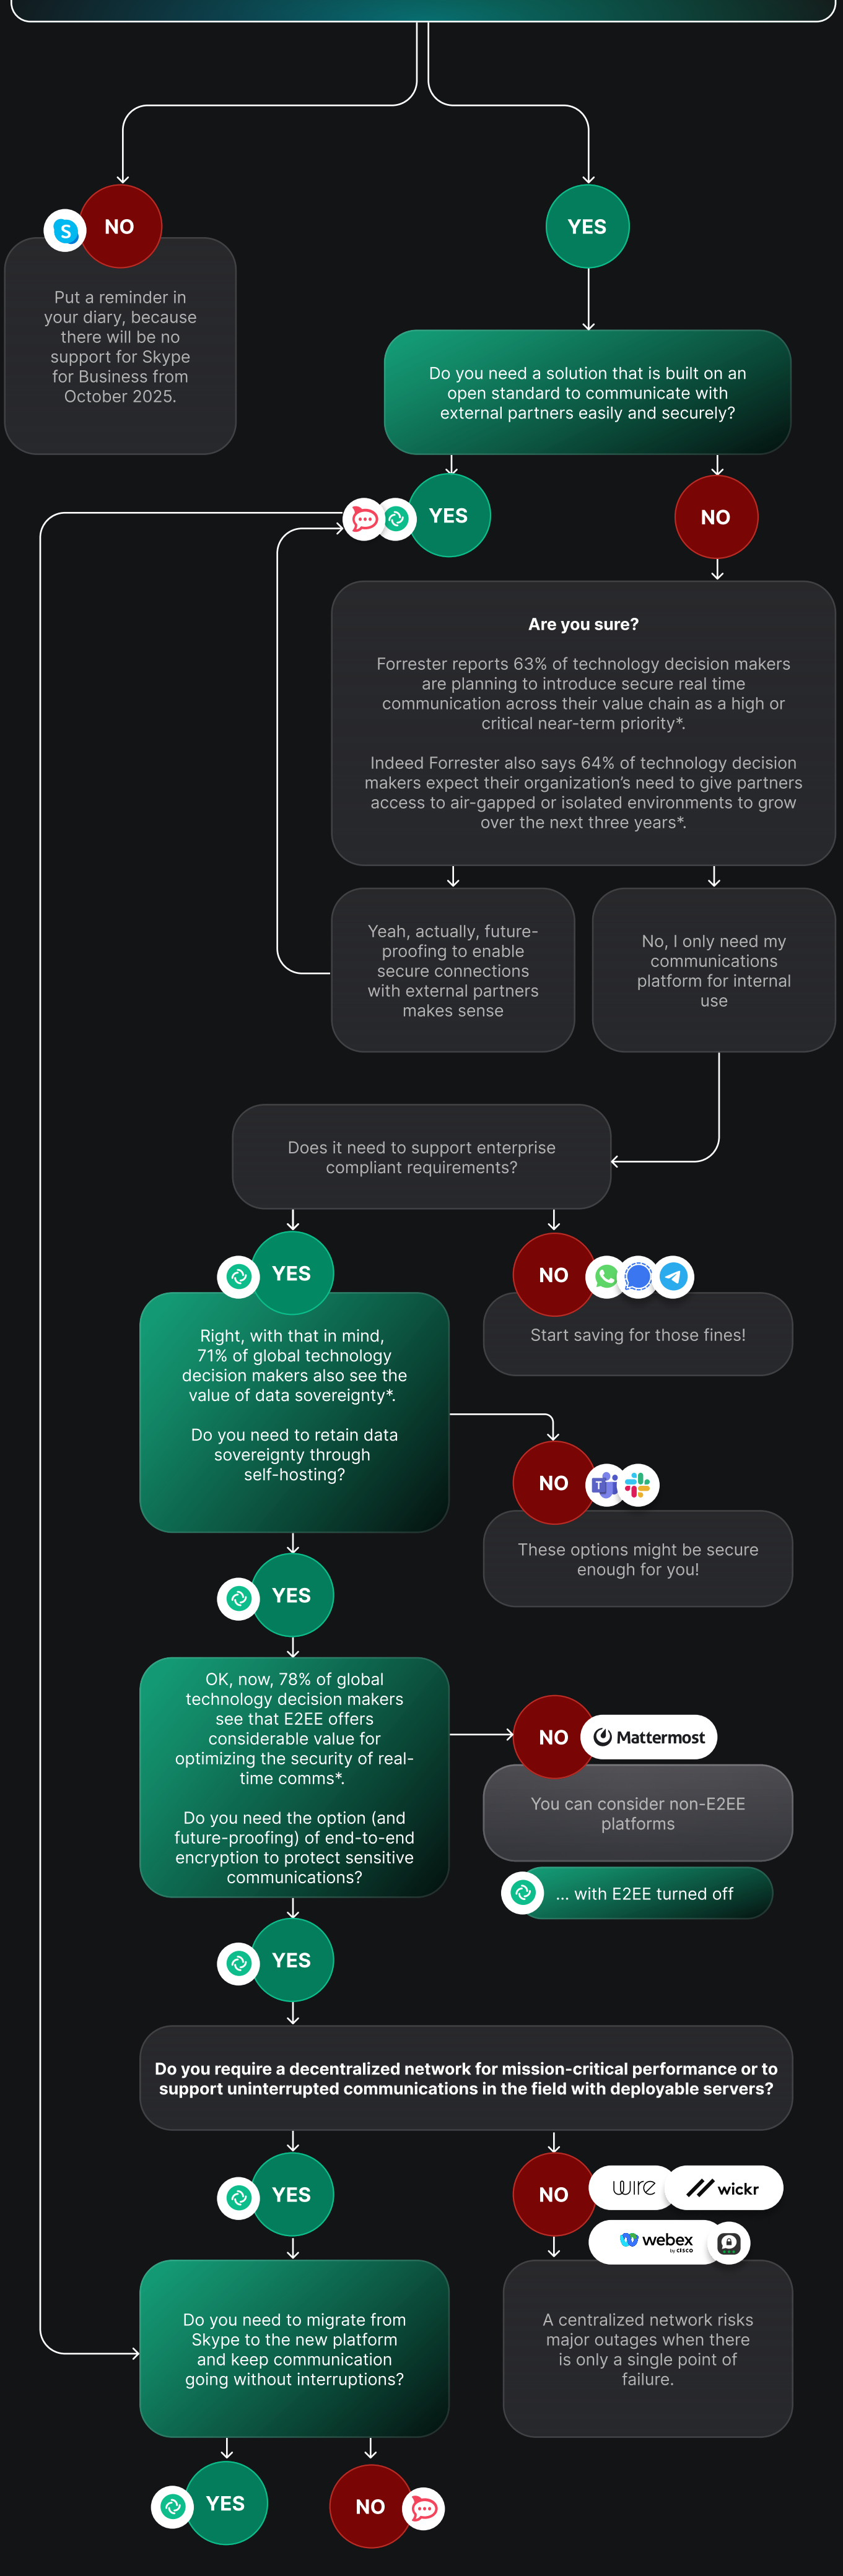 NO
YES
Put a reminder in
your diary, because
there will be no
support for Skype
for Business from
October 2025.
Do you need a solution that is built on an
open standard to communicate with
external partners easily and securely?
YES
NO
Are you sure?
Forrester reports 63% of technology decision makers
are planning to introduce secure real time
communication across their value chain as a high or
critical near-term priority*.
Indeed Forrester also says 64% of technology decision
makers expect their organization’s need to give partners
access to air-gapped or isolated environments to grow
over the next three years*.
Yeah, actually, future-
proofing to enable
secure connections
with external partners
makes sense
No, I only need my
communications
platform for internal
use
Does it need to support enterprise
compliant requirements?
YES
NO
Start saving for those fines!
Right, with that in mind,
71% of global technology
decision makers also see the
value of data sovereignty*.
Do you need to retain data
sovereignty through
self-hosting?
NO
These options might be secure
enough for you!
YES
OK, now, 78% of global
technology decision makers
see that E2EE offers
considerable value for
optimizing the security of real-
time comms*.
Do you need the option (and
future-proofing) of end-to-end
encryption to protect sensitive
communications?
NO
Mattermost
You can consider non-E2EE
platforms
... with E2EE turned off
YES
Do you require a decentralized network for mission-critical performance or to
support uninterrupted communications in the field with deployable servers?
YES
NO
wire
wickr
webex
by cisco
Do you need to migrate from
Skype to the new platform
and keep communication
going without interruptions?
A centralized network risks
major outages when there
is only a single point of
failure.
YES
NO